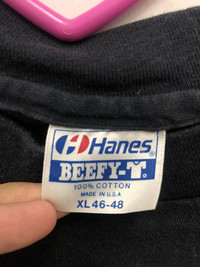 Hanes®
BEEFY-T®
100% COTTON
MADE IN U.S.A
XL 46-48